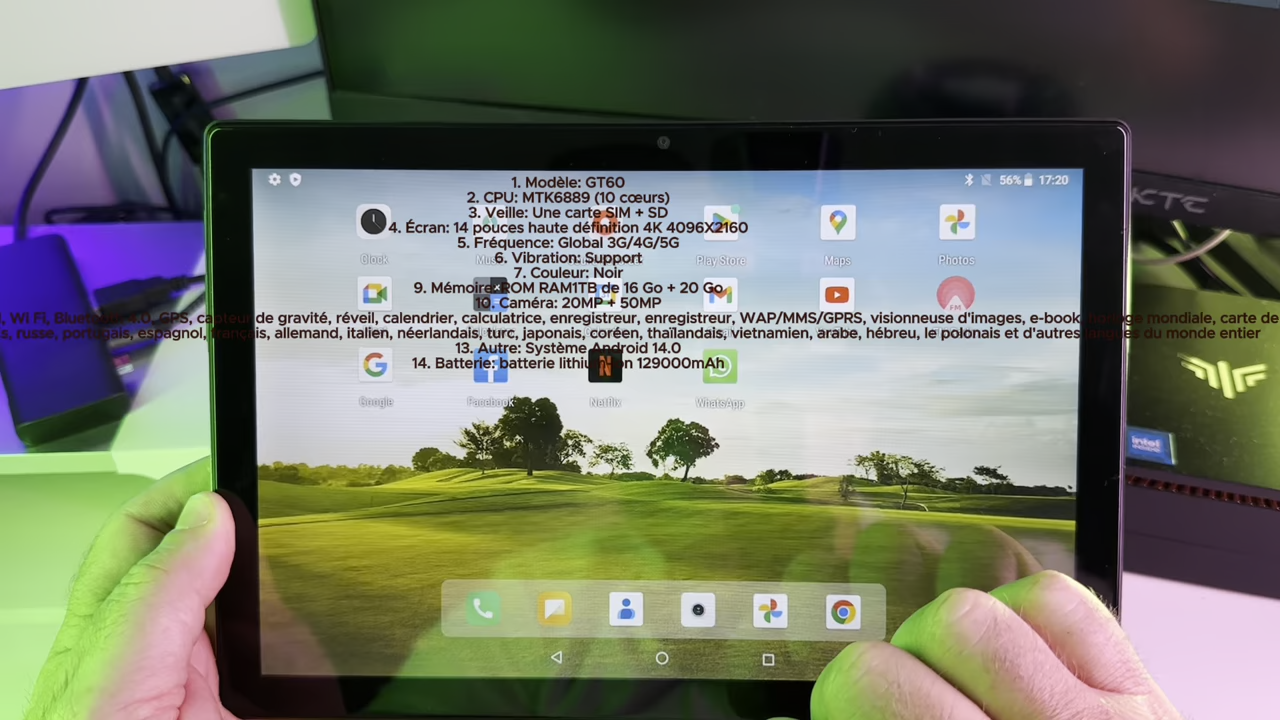 56% 17:20
1. Modèle: GT60
2. CPU: MTK6889 (10 cœurs)
3. Veille: Une carte SIM + SD
4. Écran: 14 pouces haute définition 4K 4096X2160
5. Fréquence: Global 3G/4G/5G
6. Vibration: Support
7. Couleur: Noir
9. Mémoire: ROM RAM1TB de 16 Go + 20 Go
10. Caméra: 20MP + 50MP
Wi Fi, Bluetooth 4.0, GPS, capteur de gravité, réveil, calendrier, calculatrice, enregistreur, enregistreur, WAP/MMS/GPRS, visionneuse d'images, e-book, horloge mondiale, carte de
russe, portugais, espagnol, français, allemand, italien, néerlandais, turc, japonais, coréen, thaïlandais, vietnamien, arabe, hébreu, le polonais et d'autres langues du monde entier
13. Autre: Système Android 14.0
14. Batterie: batterie lithium ion 129000mAh
Clock Play Store Maps Photos
Google Facebook Netflix WhatsApp
intel